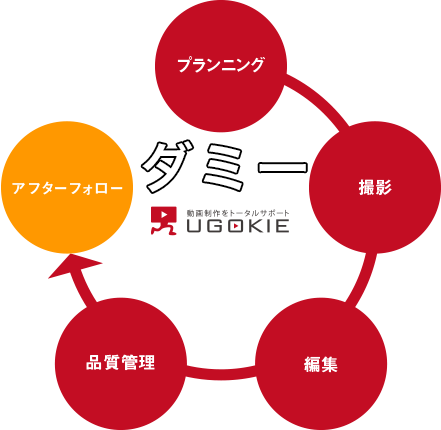 プランニング
撮影
編集
品質管理
アフターフォロー
ダミー
動画制作をトータルサポート
UGOKIE